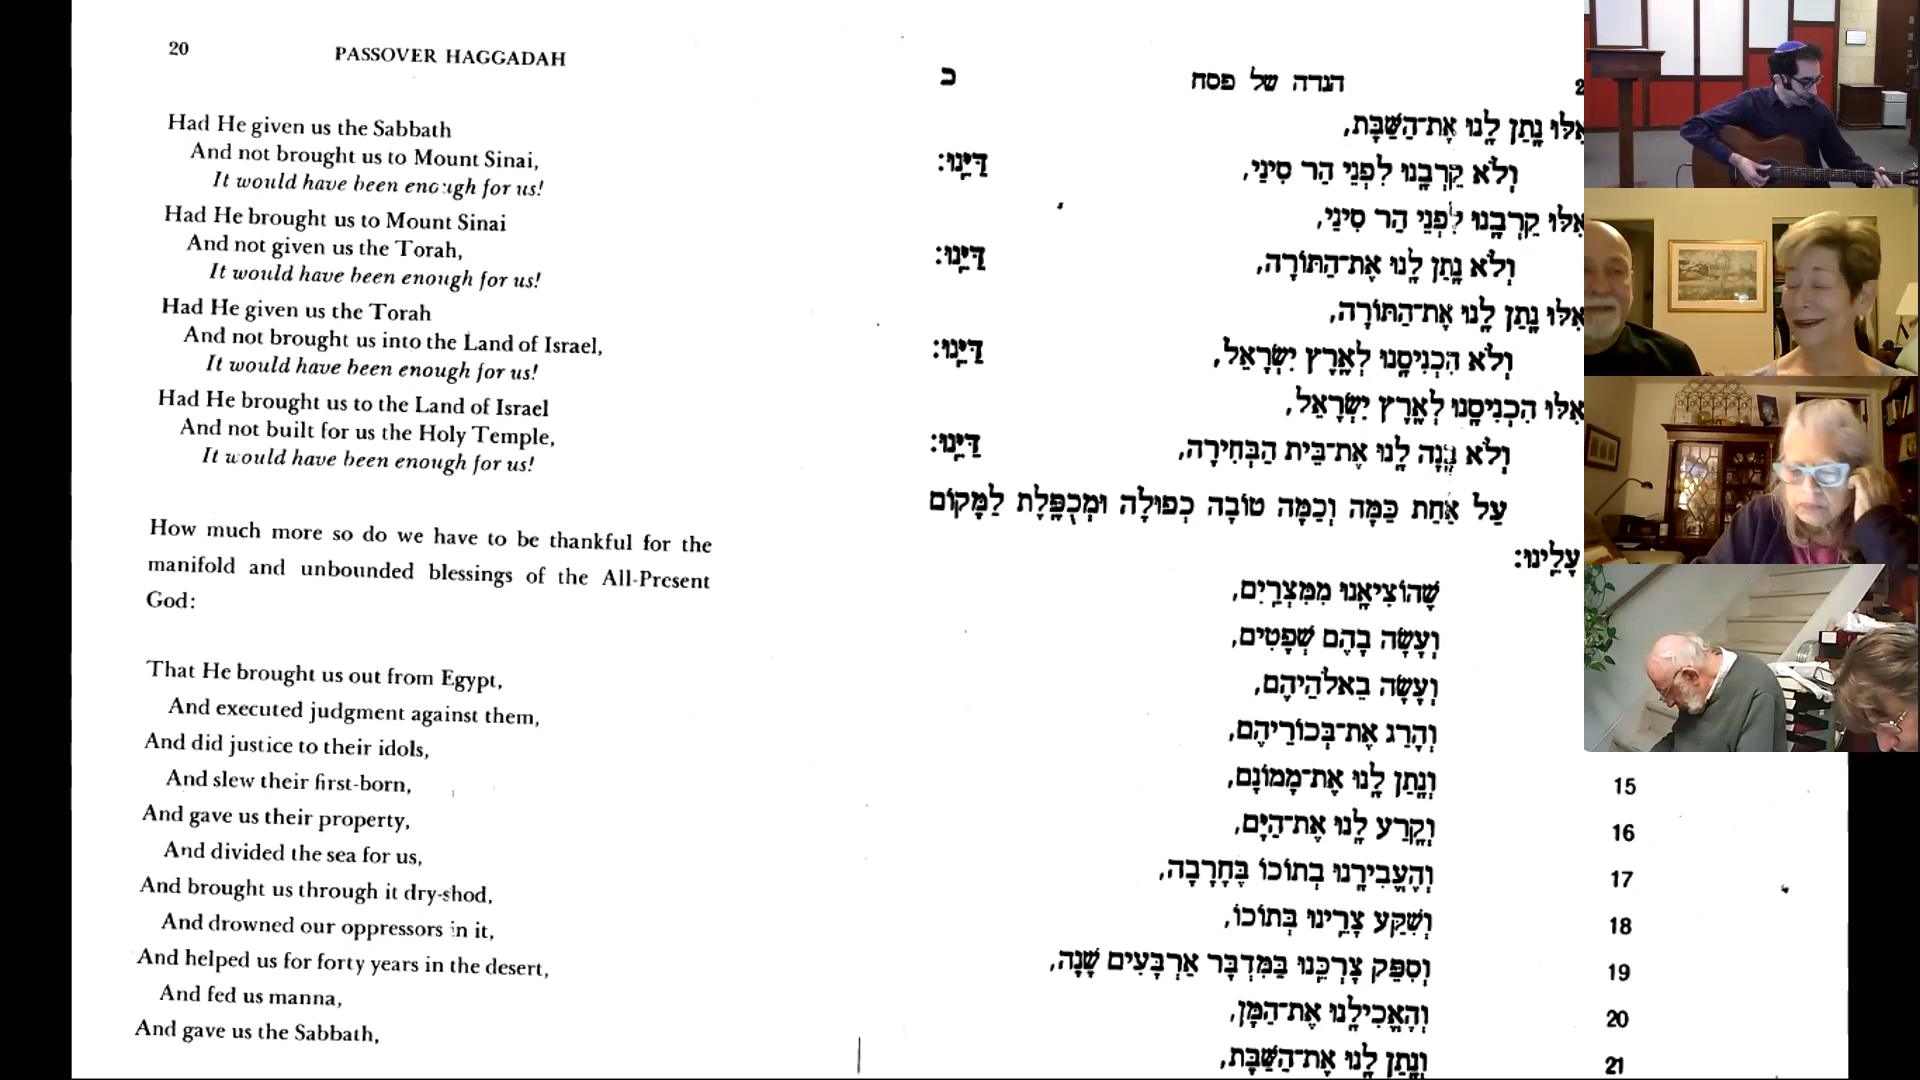 20
PASSOVER HAGGADAH
Had He given us the Sabbath
And not brought us to Mount Sinai,
It would have been enough for us!
Had He brought us to Mount Sinai
And not given us the Torah,
It would have been enough for us!
Had He given us the Torah
And not brought us into the Land of Israel,
It would have been enough for us!
Had He brought us to the Land of Israel
And not built for us the Holy Temple,
It would have been enough for us!
How much more so do we have to be thankful for the
manifold and unbounded blessings of the All-Present
God:
That He brought us out from Egypt,
And executed judgment against them,
And did justice to their idols,
And slew their first-born,
And gave us their property,
And divided the sea for us,
And brought us through it dry-shod,
And drowned our oppressors in it,
And helped us for forty years in the desert,
And fed us manna,
And gave us the Sabbath,
הגדה של פסח כ
אִלּוּ נָתַן לָנוּ אֶת־הַשַּׁבָּת,
וְלֹא קֵרְבָנוּ לִפְנֵי הַר סִינַי, דַּיֵּנוּ:
אִלּוּ קֵרְבָנוּ לִפְנֵי הַר סִינַי,
וְלֹא נָתַן לָנוּ אֶת־הַתּוֹרָה, דַּיֵּנוּ:
אִלּוּ נָתַן לָנוּ אֶת־הַתּוֹרָה,
וְלֹא הִכְנִיסָנוּ לְאֶרֶץ יִשְׂרָאֵל, דַּיֵּנוּ:
אִלּוּ הִכְנִיסָנוּ לְאֶרֶץ יִשְׂרָאֵל,
וְלֹא בָנָה לָנוּ אֶת־בֵּית הַבְּחִירָה, דַּיֵּנוּ:
עַל אַחַת כַּמָּה וְכַמָּה טוֹבָה כְפוּלָה וּמְכֻפֶּלֶת לַמָּקוֹם
עָלֵינוּ:
שֶׁהוֹצִיאָנוּ מִמִּצְרַיִם,
וְעָשָׂה בָהֶם שְׁפָטִים,
וְעָשָׂה בֵאלֹהֵיהֶם,
וְהָרַג אֶת־בְּכוֹרֵיהֶם,
15 וְנָתַן לָנוּ אֶת־מָמוֹנָם,
16 וְקָרַע לָנוּ אֶת־הַיָּם,
17 וְהֶעֱבִירָנוּ בְתוֹכוֹ בֶּחָרָבָה,
18 וְשִׁקַּע צָרֵינוּ בְּתוֹכוֹ,
19 וְסִפֵּק צָרְכֵּנוּ בַּמִּדְבָּר אַרְבָּעִים שָׁנָה,
20 וְהֶאֱכִילָנוּ אֶת־הַמָּן,
21 וְנָתַן לָנוּ אֶת־הַשַּׁבָּת,